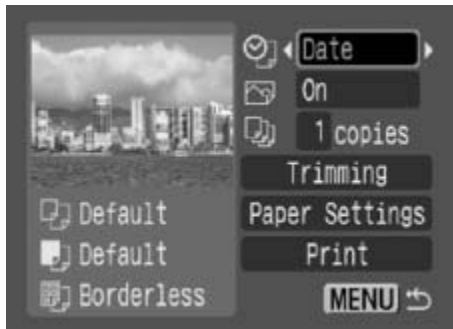 Date
On
1 copies
Trimming
Default
Paper Settings
Default
Print
Borderless
MENU